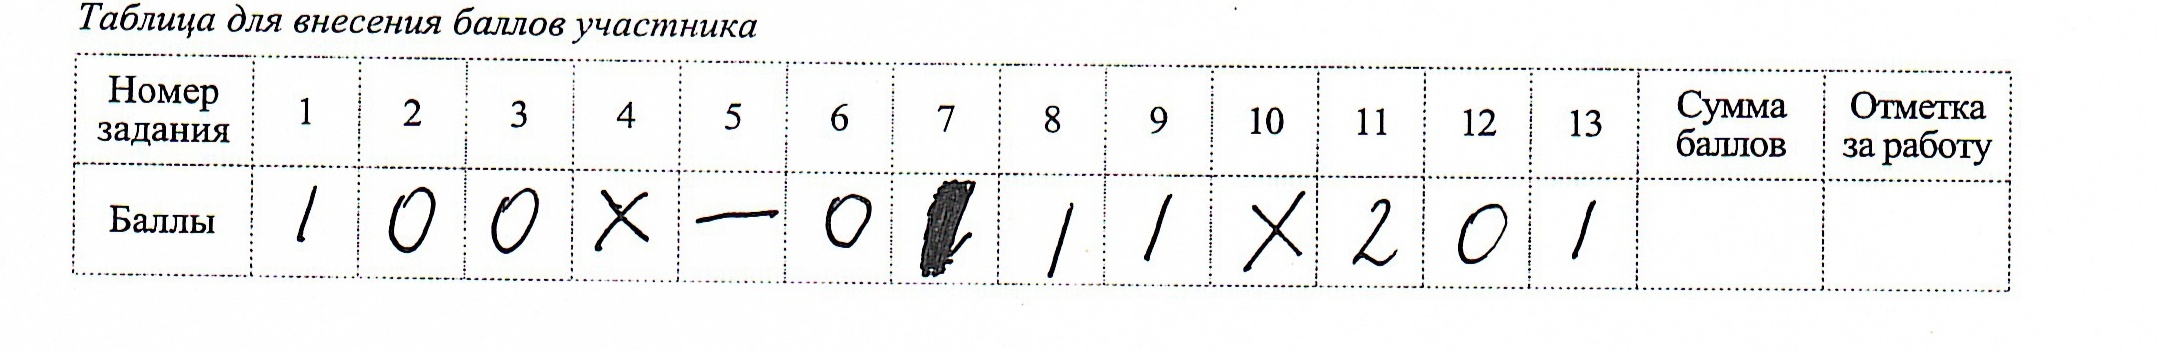 Таблица для внесения баллов участника
Номер задания 1 2 3 4 5 6 7 8 9 10 11 12 13 Сумма баллов Отметка за работу
Баллы 1 0 0 X — 0 1 1 X 2 0 1